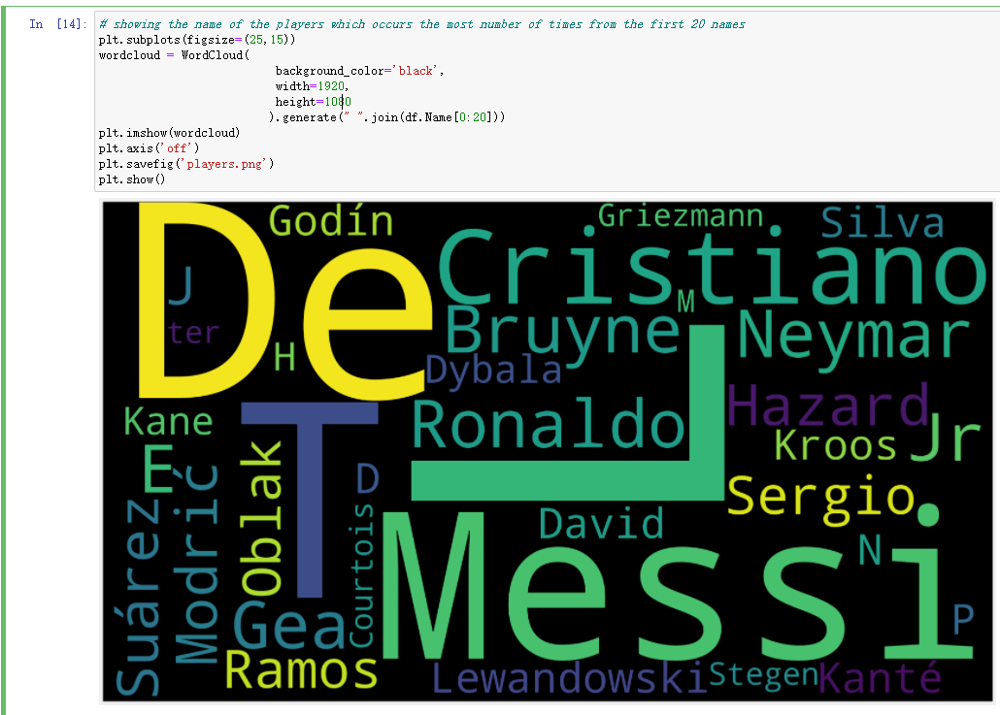 In [14]: # showing the name of the players which occurs the most number of times from the first 20 names
plt.subplots(figsize=(25,15))
wordcloud = WordCloud(
background_color='black',
width=1920,
height=1080
).generate(" ".join(df.Name[0:20]))
plt.imshow(wordcloud)
plt.axis('off')
plt.savefig('players.png')
plt.show()
De
Godín
Cristiano
Griezmann
Silva
J
ter
H
M
Bruyne
Neymar
Dybala
L
Kane
Ronaldo
Hazard
Kroos
Jr
E
T
D
Oblak
Modrić
Suárez
Courtois
Sergio
David
Messi
N
P
Gea
Ramos
Lewandowski
Stegen
Kanté